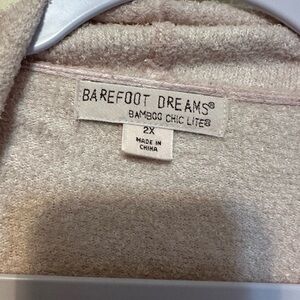 BAREFOOT DREAMS®
BAMBOO CHIC LITE®
2X
MADE IN
CHINA